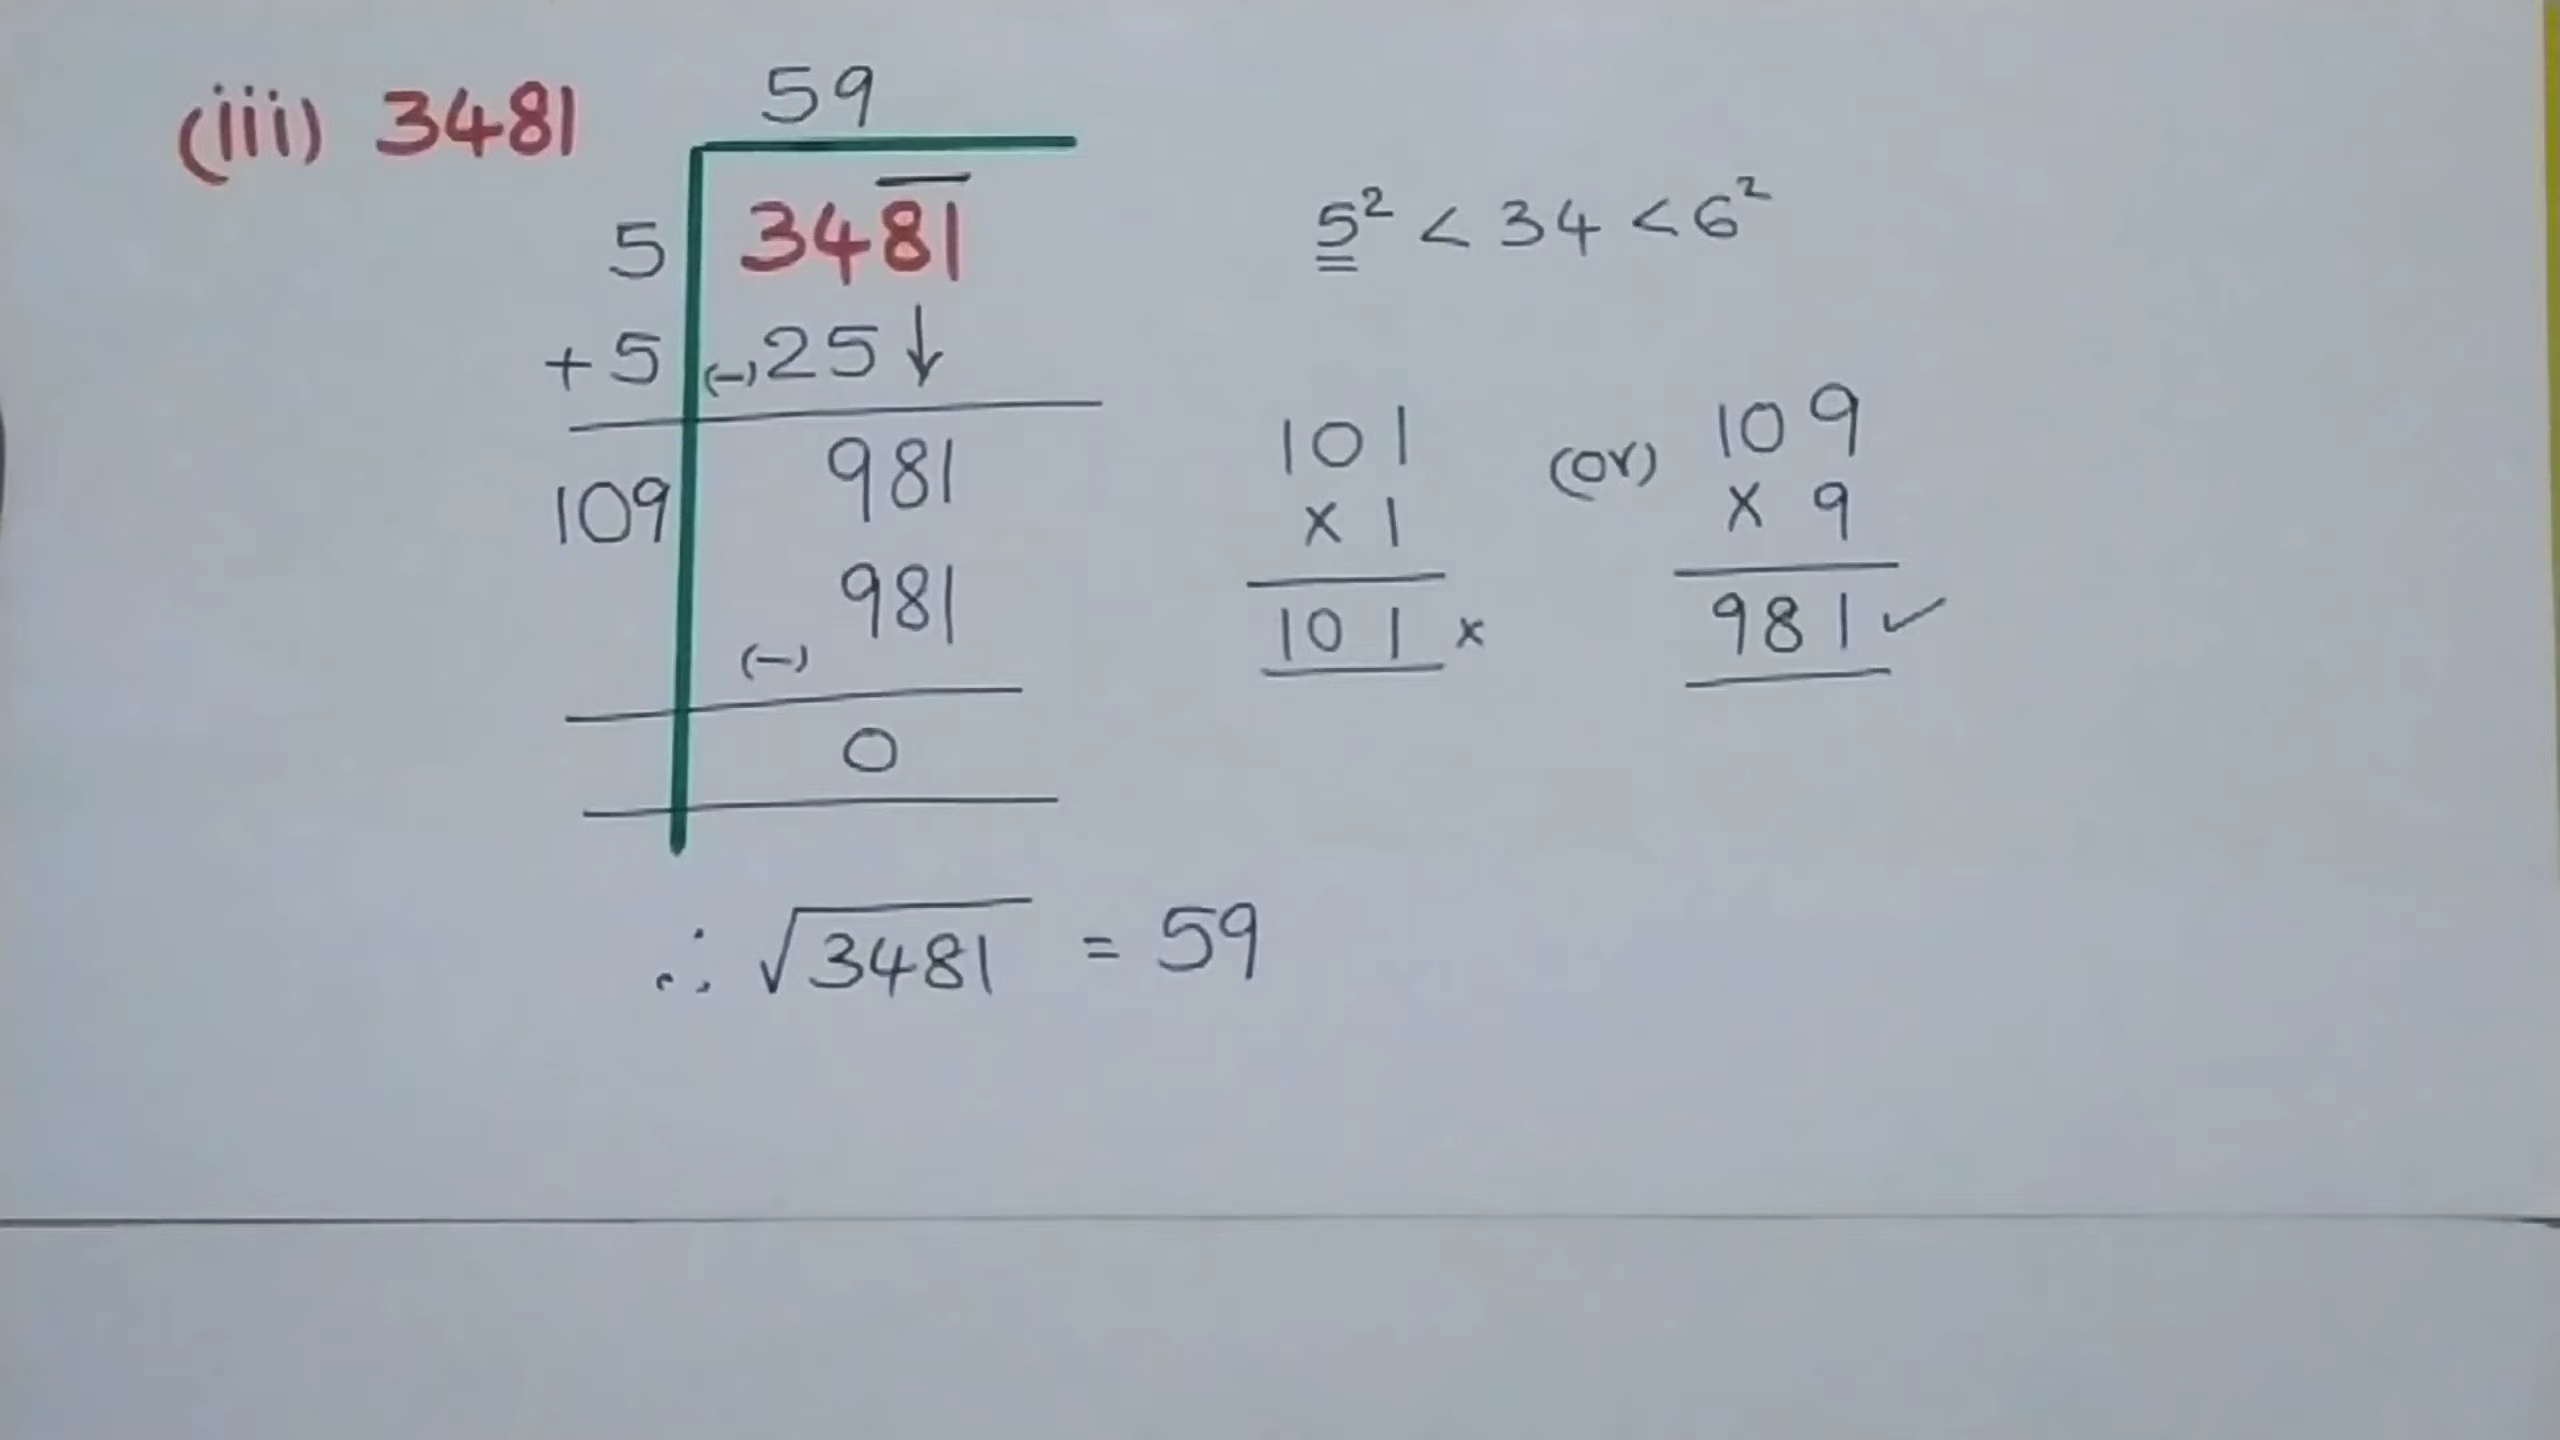 (iii) 3481
59
5 3481
+5 (-) 25 ↓
109 981
(-) 981
0
∴ √3481 = 59
5² < 34 < 6²
101
x 1
101 x
(or)
109
x 9
981 ✓